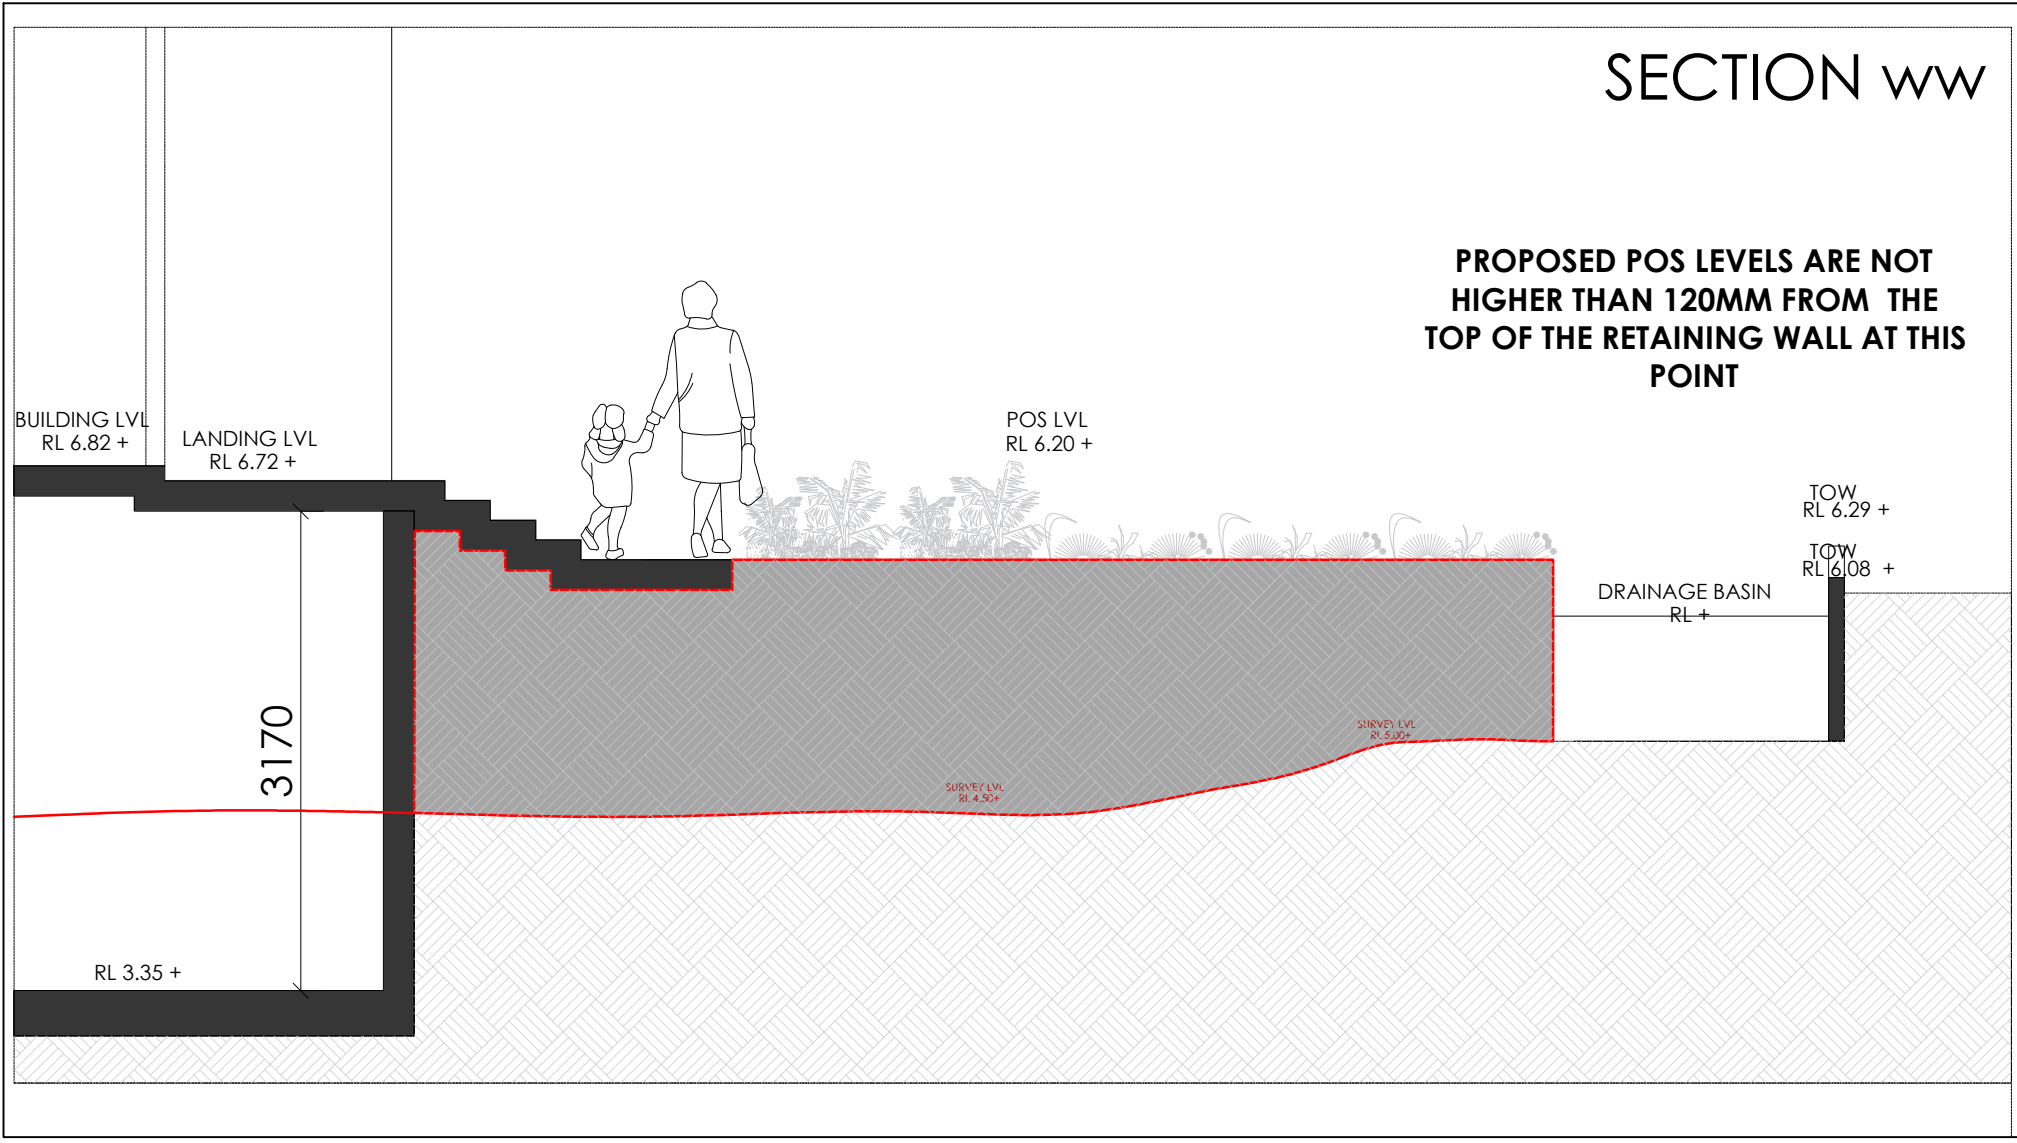 SECTION WW
PROPOSED POS LEVELS ARE NOT
HIGHER THAN 120MM FROM THE
TOP OF THE RETAINING WALL AT THIS
POINT
BUILDING LVL
RL 6.82 +
LANDING LVL
RL 6.72 +
POS LVL
RL 6.20 +
TOW
RL 6.29 +
TOW
RL 6.08 +
DRAINAGE BASIN
RL +
3170
SURVEY LVL
RL 5.00+
SURVEY LVL
RL 4.50+
RL 3.35 +